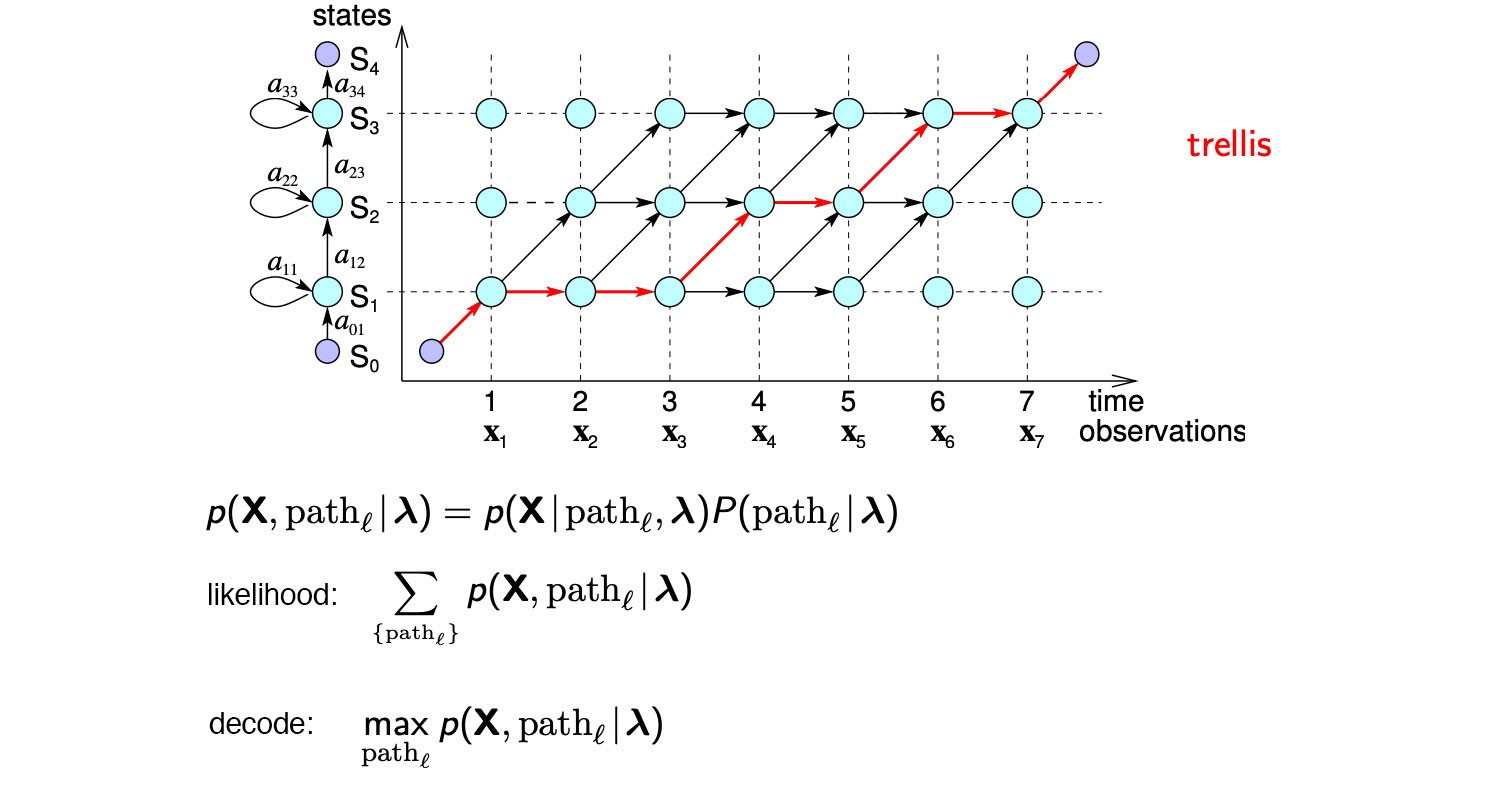 states
S₄
a₃₃ a₃₄
S₃
trellis
a₂₃
a₂₂
S₂
a₁₂
a₁₁
S₁
a₀₁
S₀
1 2 3 4 5 6 7 time
x₁ x₂ x₃ x₄ x₅ x₆ x₇ observations
p(X, pathℓ | λ) = p(X | pathℓ, λ)P(pathℓ | λ)
likelihood: ∑ p(X, pathℓ | λ)
{pathℓ}
decode: max p(X, pathℓ | λ)
pathℓ